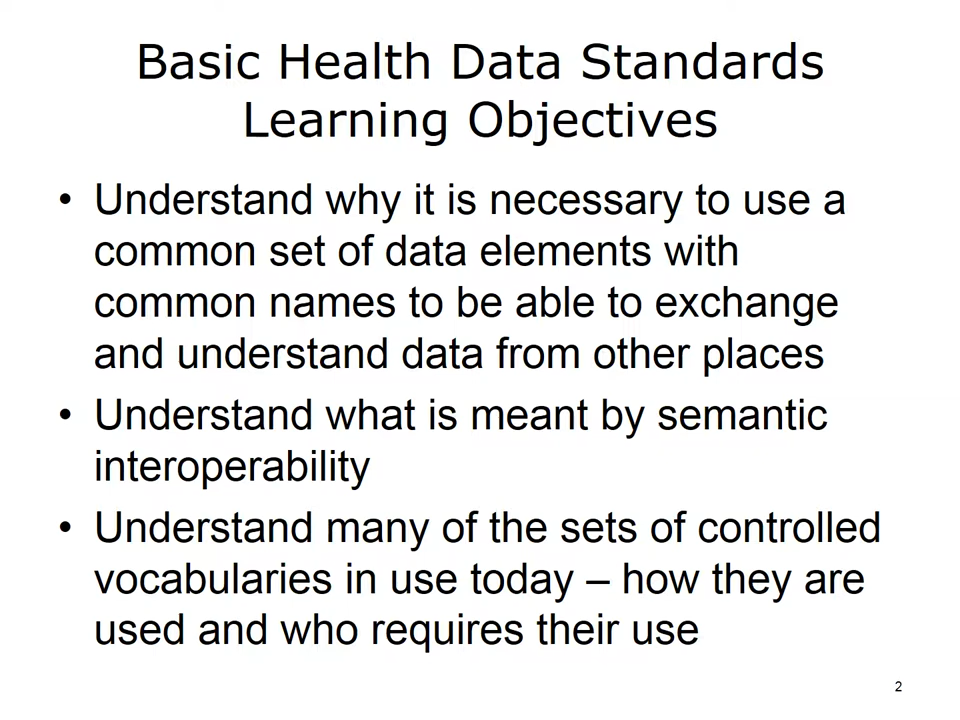 Basic Health Data Standards
Learning Objectives
• Understand why it is necessary to use a
common set of data elements with
common names to be able to exchange
and understand data from other places
• Understand what is meant by semantic
interoperability
• Understand many of the sets of controlled
vocabularies in use today – how they are
used and who requires their use
2